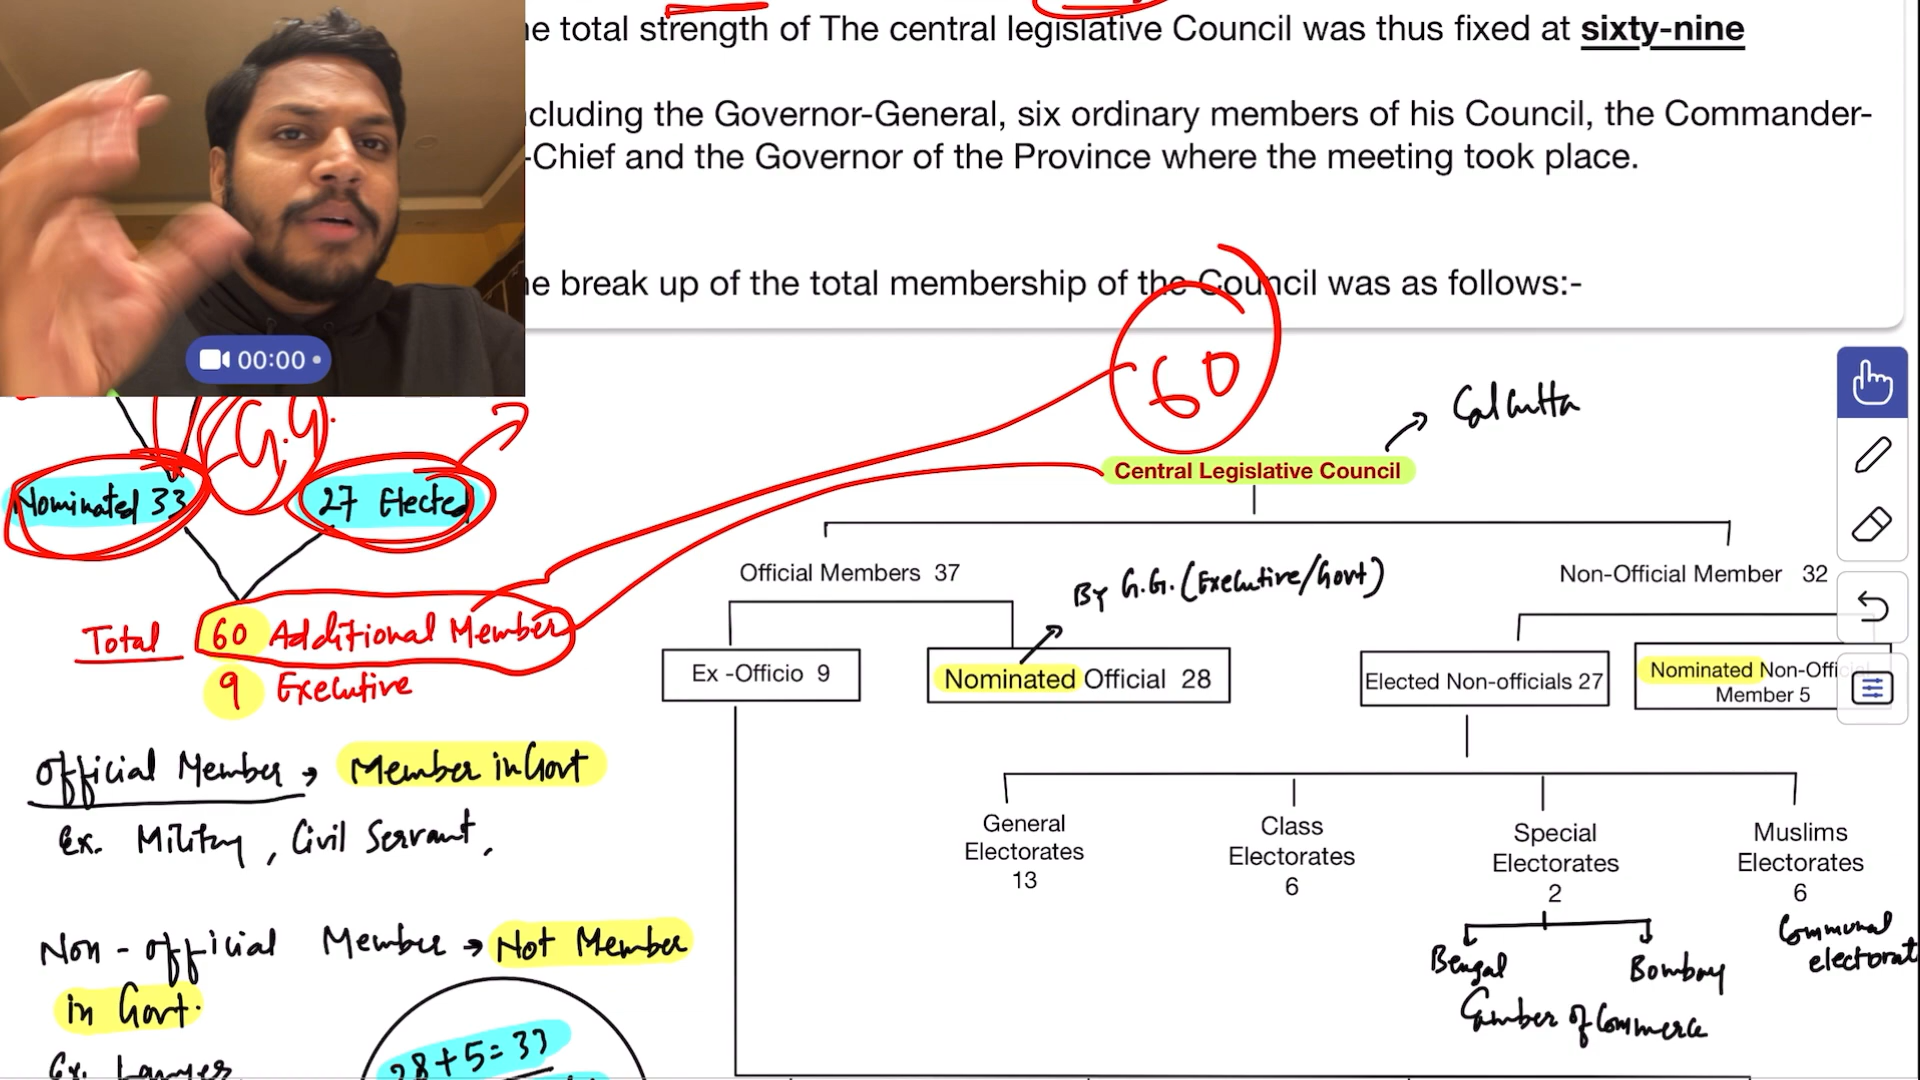 e total strength of The central legislative Council was thus fixed at sixty-nine
cluding the Governor-General, six ordinary members of his Council, the Commander-
-Chief and the Governor of the Province where the meeting took place.
e break up of the total membership of the Council was as follows:-
00:00
60
Calcutta
G.G.
Nominated 33
27 Elected
Total 60 Additional Member
9 Executive
Central Legislative Council
Official Members 37
By G.G. (Executive/Govt)
Non-Official Member 32
Ex -Officio 9
Nominated Official 28
Elected Non-officials 27
Nominated Non-Offic
Member 5
Official Member → Member in Govt
Ex. Military, Civil Servant,
General
Electorates
13
Class
Electorates
6
Special
Electorates
2
Muslims
Electorates
6
Communal
electorat
Bengal
Bombay
Camber of Commerce
Non-official Member → Not Member
in Govt.
Ex. Lawyer
28+5=33